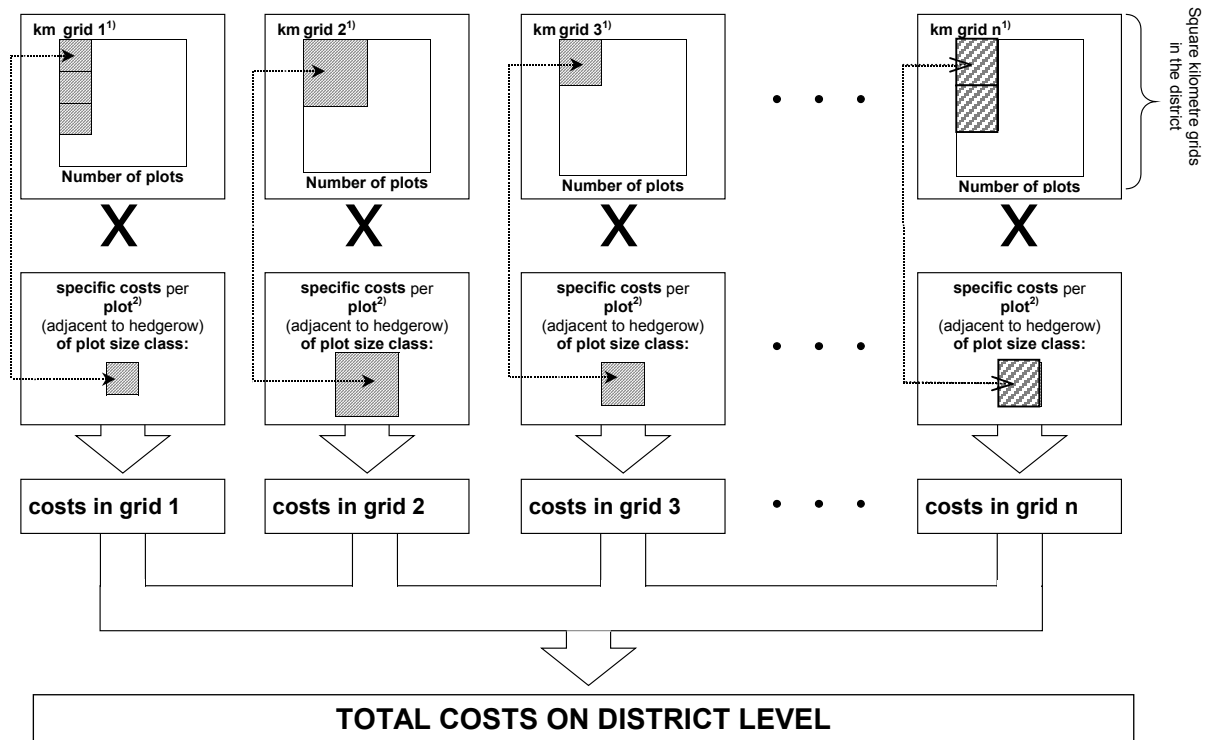 km grid 1¹⁾
km grid 2¹⁾
km grid 3¹⁾
km grid n¹⁾
Square kilometre grids
in the district
Number of plots
Number of plots
Number of plots
Number of plots
X
X
X
X
specific costs per
plot²⁾
(adjacent to hedgerow)
of plot size class:
specific costs per
plot²⁾
(adjacent to hedgerow)
of plot size class:
specific costs per
plot²⁾
(adjacent to hedgerow)
of plot size class:
specific costs per
plot²⁾
(adjacent to hedgerow)
of plot size class:
costs in grid 1
costs in grid 2
costs in grid 3
costs in grid n
TOTAL COSTS ON DISTRICT LEVEL